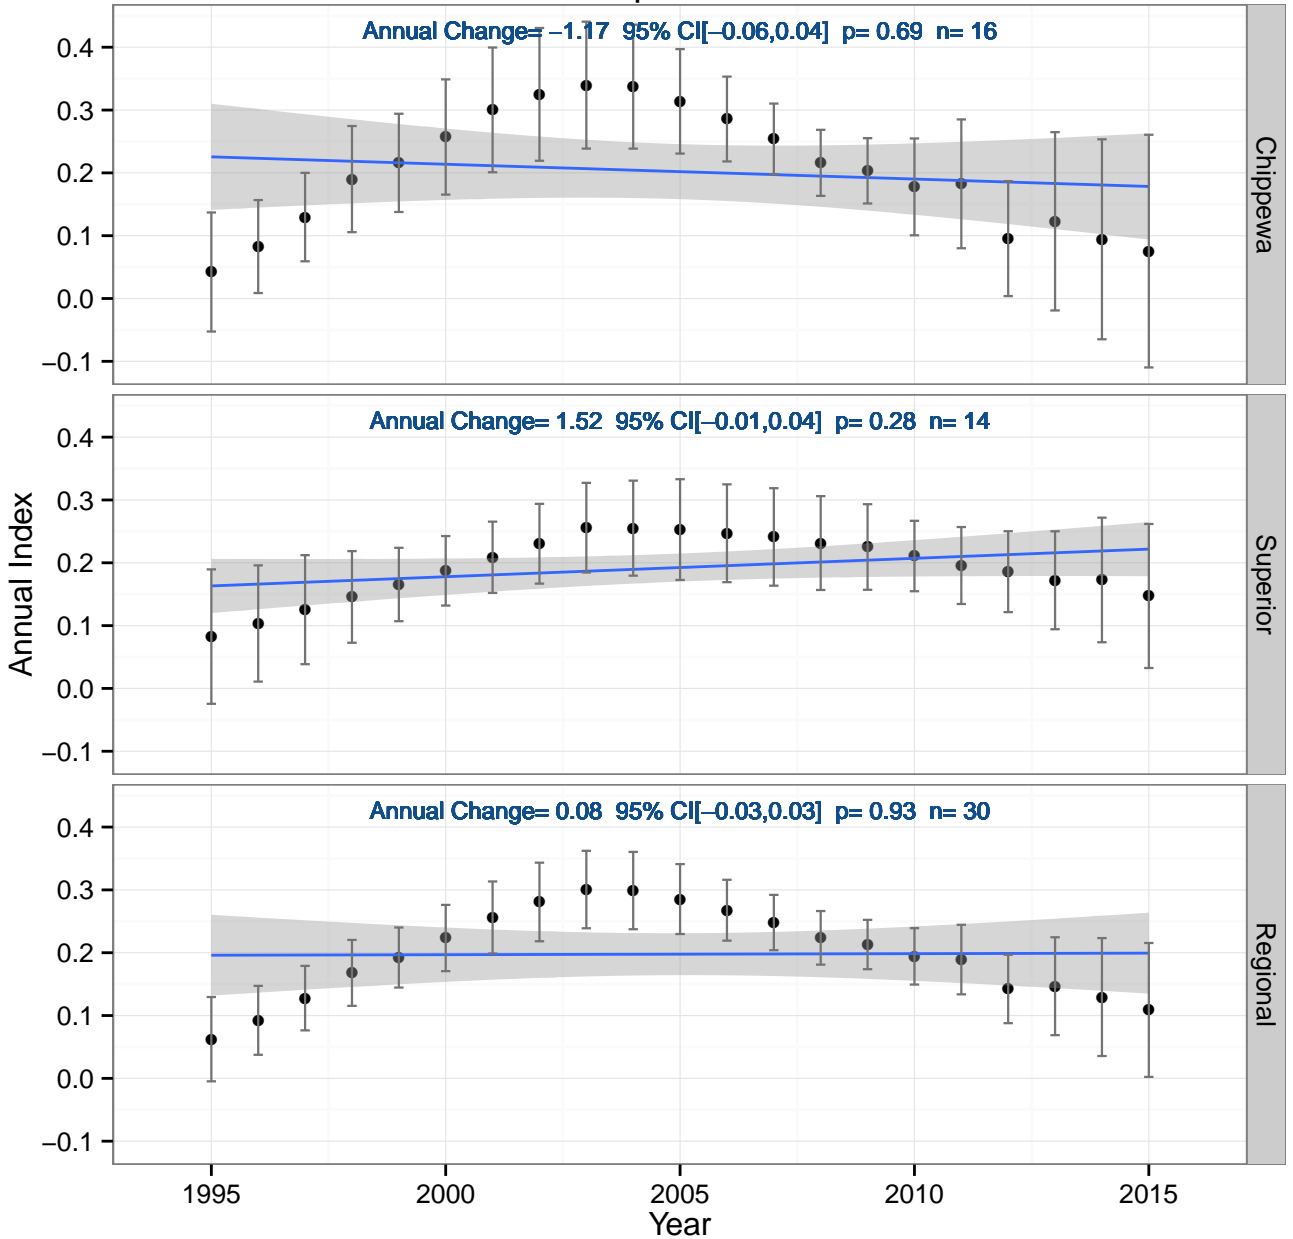 Annual Change= −1.17 95% CI[−0.06,0.04] p= 0.69 n= 16
0.4
0.3
0.2
0.1
0.0
−0.1
Chippewa
Annual Change= 1.52 95% CI[−0.01,0.04] p= 0.28 n= 14
0.4
0.3
0.2
0.1
0.0
−0.1
Superior
Annual Index
Annual Change= 0.08 95% CI[−0.03,0.03] p= 0.93 n= 30
0.4
0.3
0.2
0.1
0.0
−0.1
Regional
1995 2000 2005 2010 2015
Year